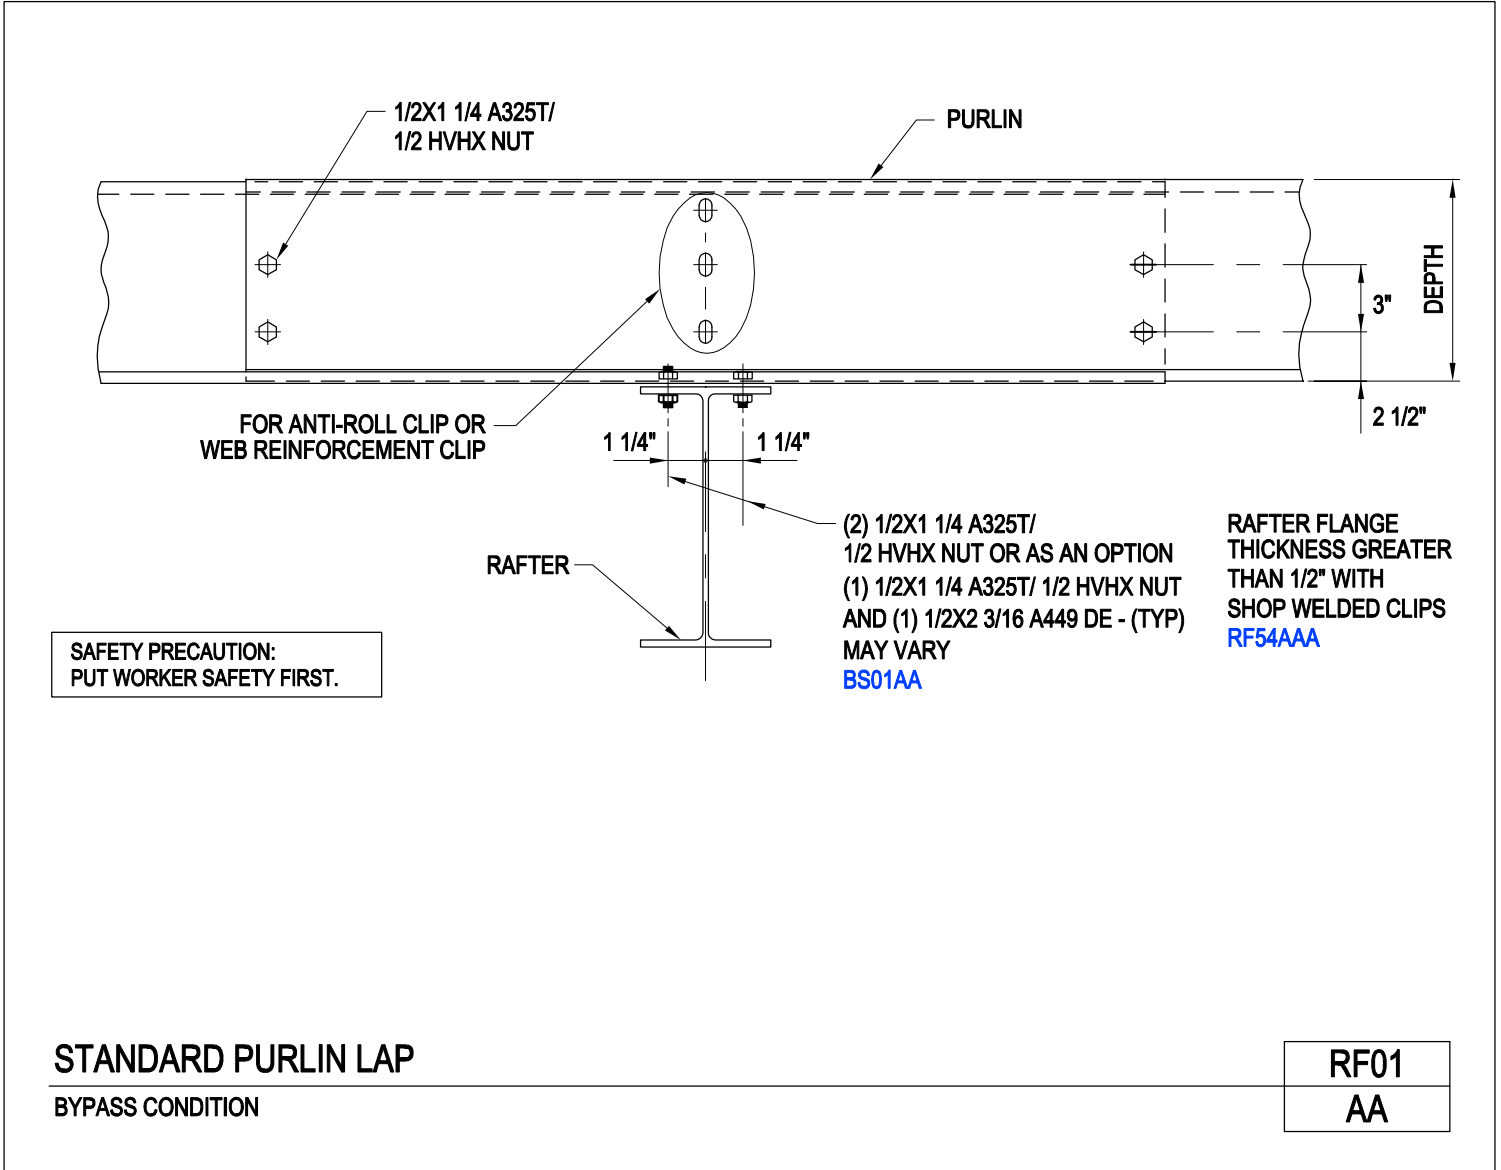 1/2X1 1/4 A325T/
1/2 HVHX NUT
PURLIN
DEPTH
3"
2 1/2"
FOR ANTI-ROLL CLIP OR
WEB REINFORCEMENT CLIP
1 1/4"
1 1/4"
RAFTER
(2) 1/2X1 1/4 A325T/
1/2 HVHX NUT OR AS AN OPTION
(1) 1/2X1 1/4 A325T/ 1/2 HVHX NUT
AND (1) 1/2X2 3/16 A449 DE - (TYP)
MAY VARY
BS01AA
RAFTER FLANGE
THICKNESS GREATER
THAN 1/2" WITH
SHOP WELDED CLIPS
RF54AAA
SAFETY PRECAUTION:
PUT WORKER SAFETY FIRST.
STANDARD PURLIN LAP
BYPASS CONDITION
RF01
AA